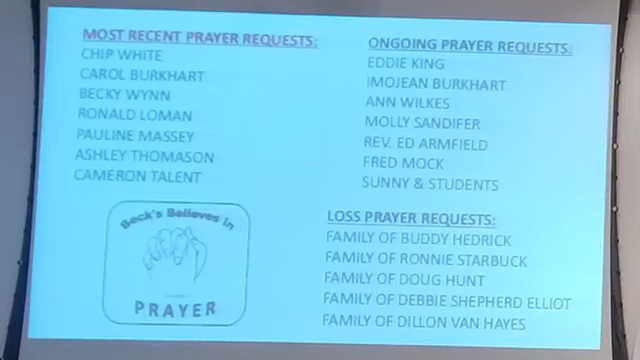 MOST RECENT PRAYER REQUESTS:
CHIP WHITE
CAROL BURKHART
BECKY WYNN
RONALD LOMAN
PAULINE MASSEY
ASHLEY THOMASON
CAMERON TALENT
Beck's Believes In
PRAYER
ONGOING PRAYER REQUESTS:
EDDIE KING
IMOJEAN BURKHART
ANN WILKES
MOLLY SANDIFER
REV. ED ARMFIELD
FRED MOCK
SUNNY & STUDENTS
LOSS PRAYER REQUESTS:
FAMILY OF BUDDY HEDRICK
FAMILY OF RONNIE STARBUCK
FAMILY OF DOUG HUNT
FAMILY OF DEBBIE SHEPHERD ELLIOT
FAMILY OF DILLON VAN HAYES